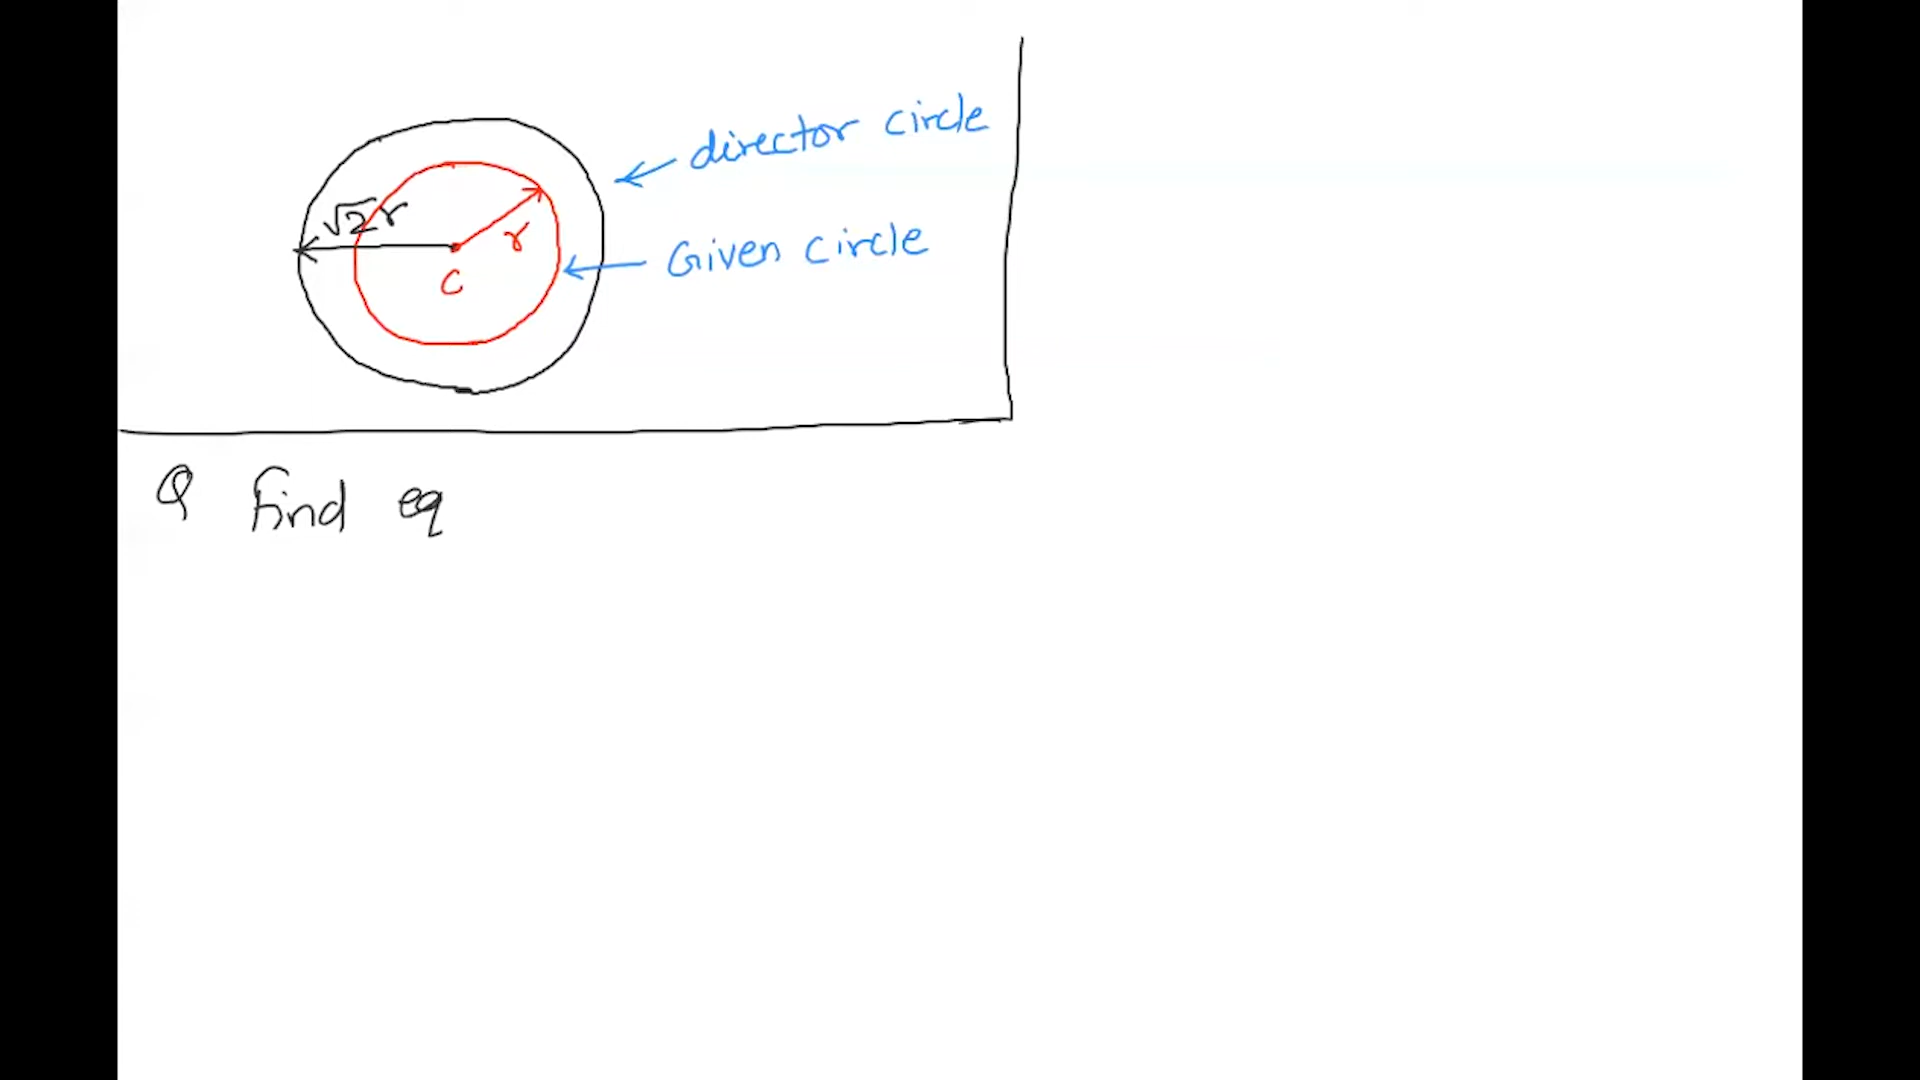 director circle
√2r
r
Given circle
C
Q Find eq